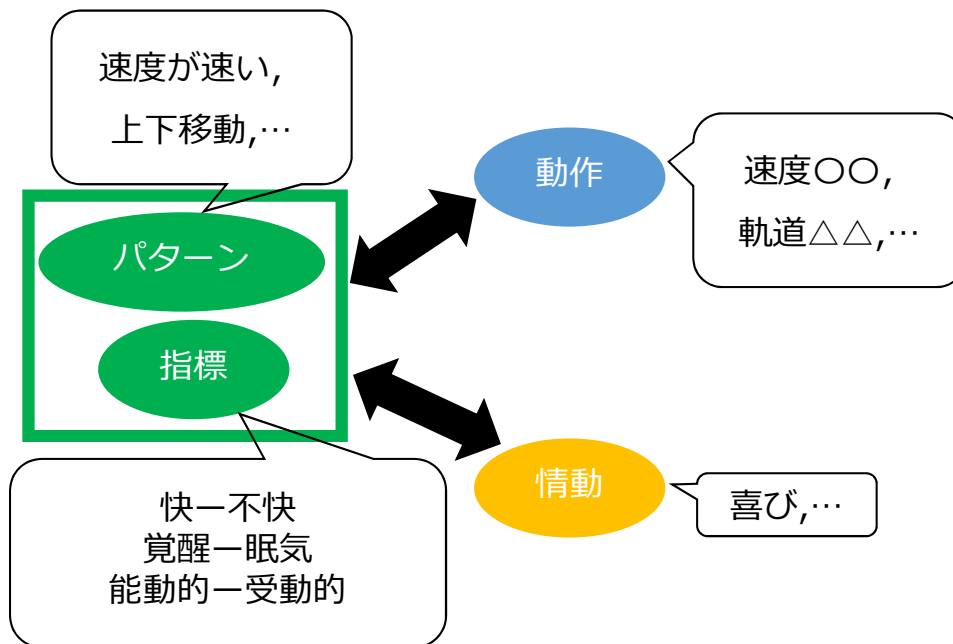 速度が速い,
上下移動,…
動作
速度〇〇,
軌道△△,…
パターン
指標
快ー不快
覚醒ー眠気
能動的ー受動的
情動
喜び,…